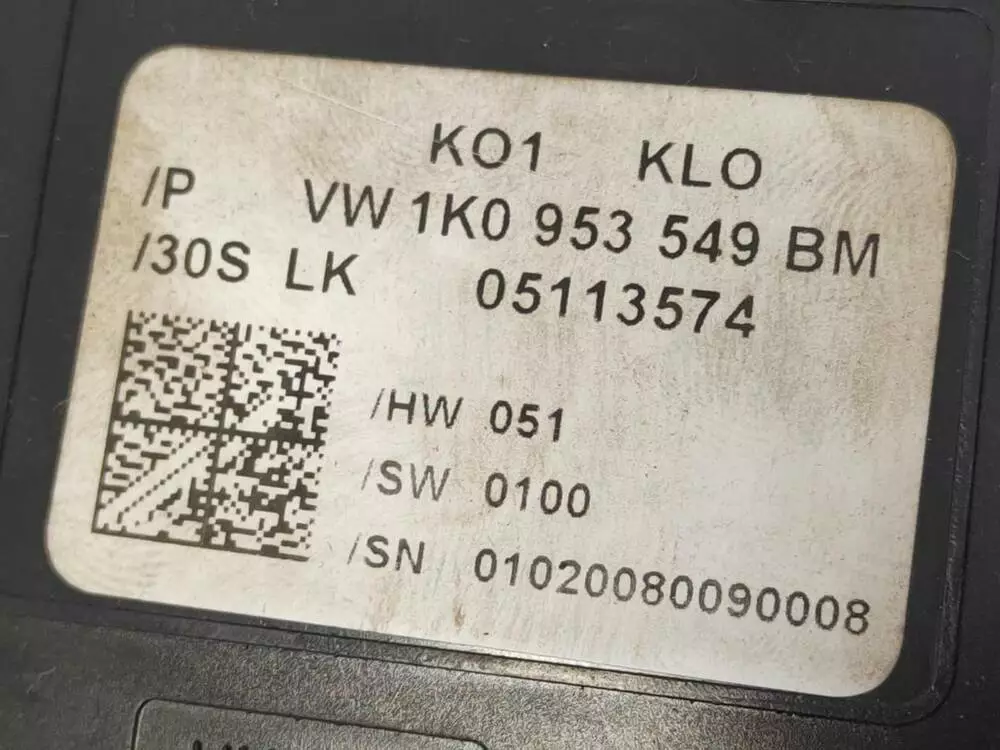 KO1 KLO
/P VW 1K0 953 549 BM
/30S LK 05113574
/HW 051
/SW 0100
/SN 01020080090008